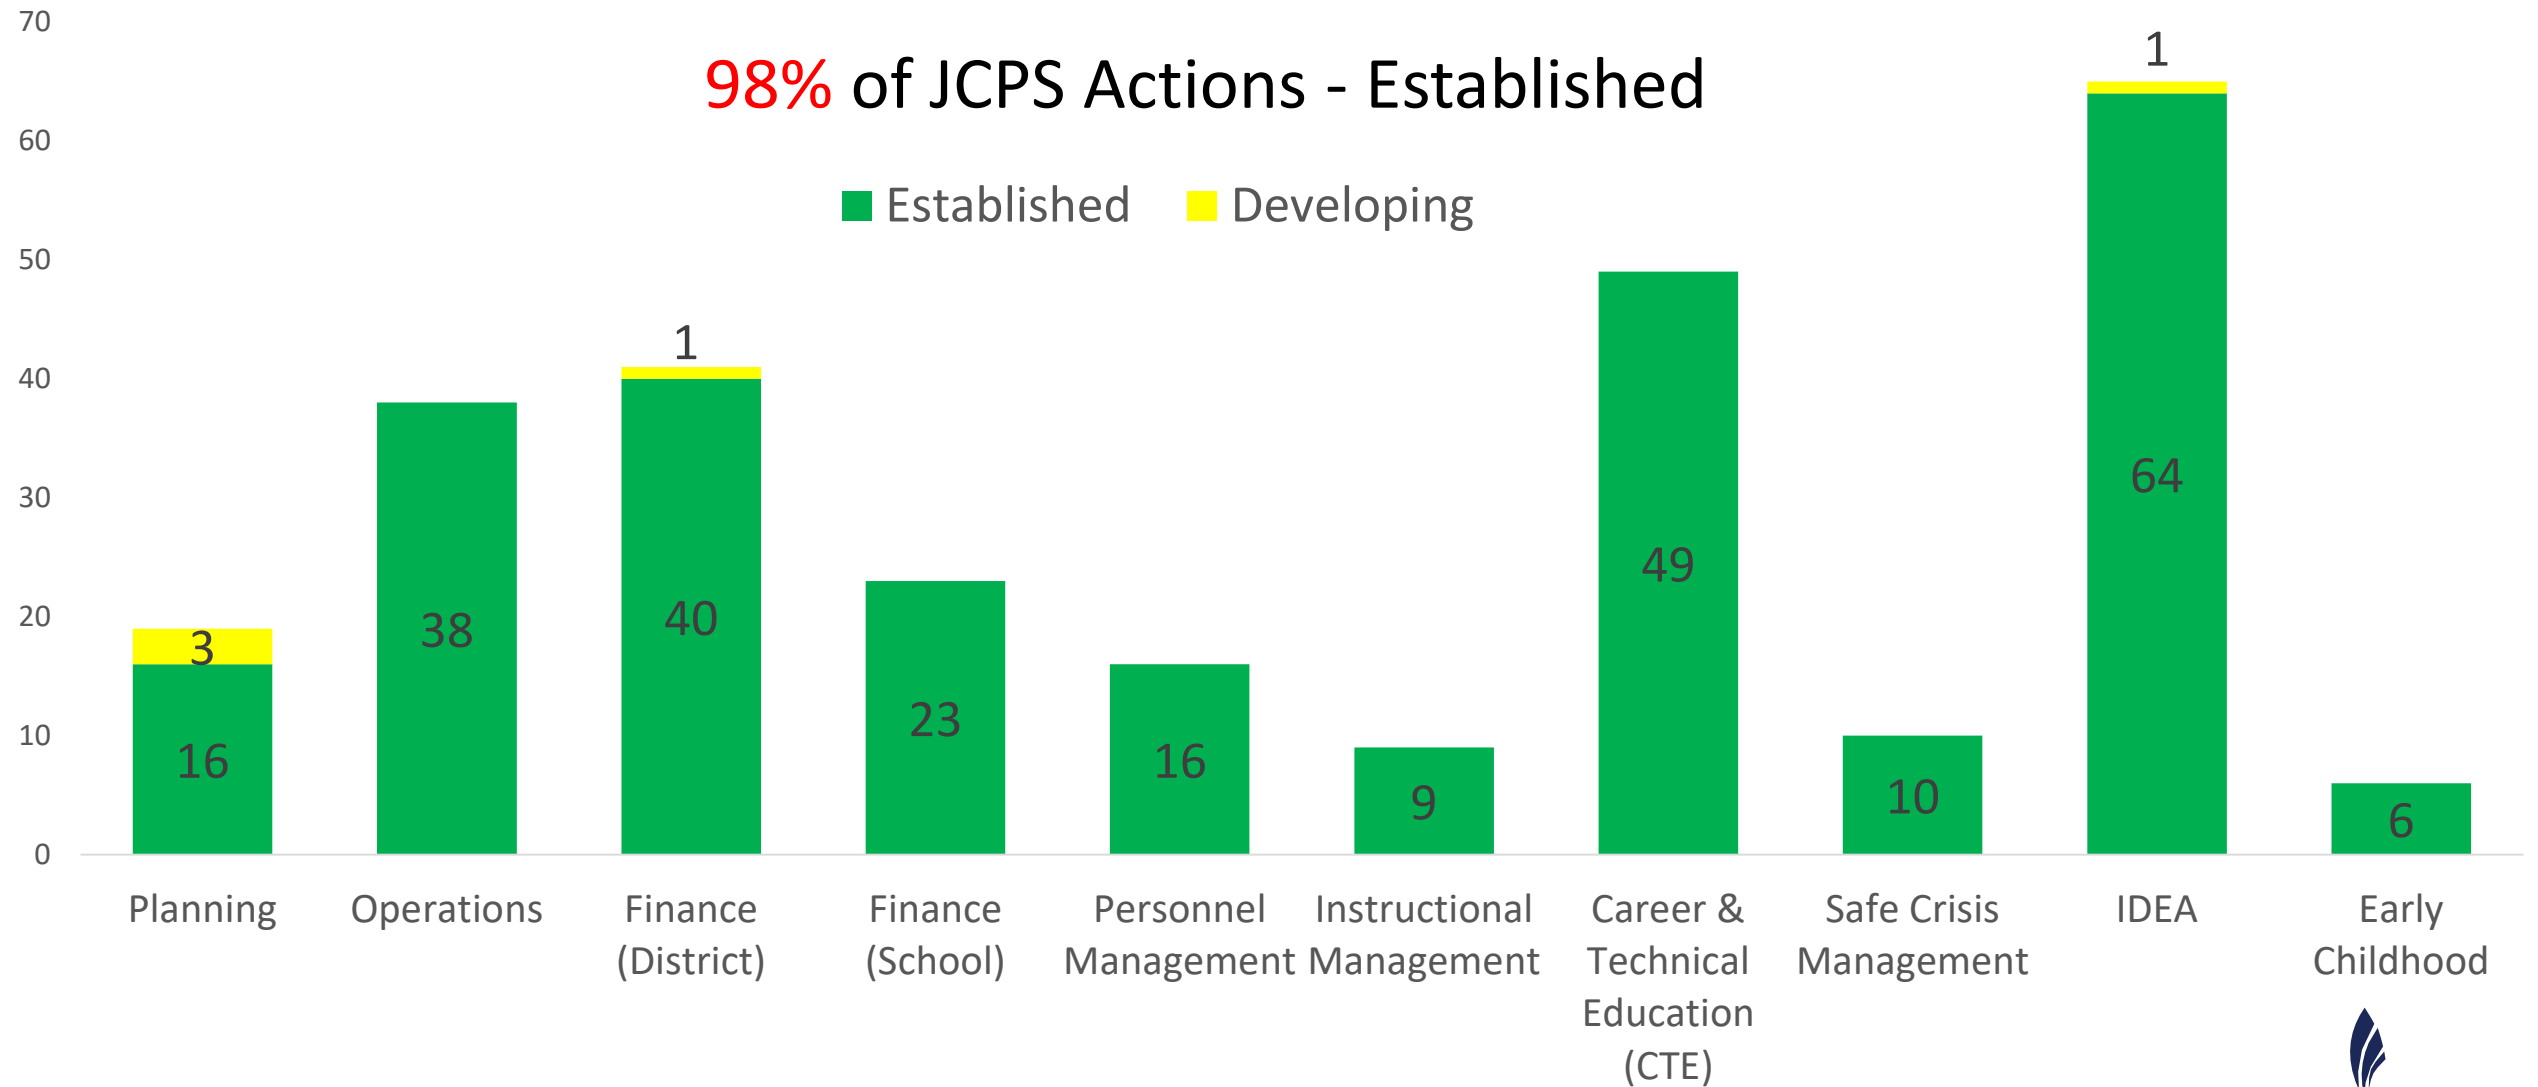 98% of JCPS Actions - Established
Established Developing
70
60
50
40
30
20
10
0
3
16
38
1
40
23
16
9
49
10
1
64
6
Planning
Operations
Finance
(District)
Finance
(School)
Personnel
Management
Instructional
Management
Career &
Technical
Education
(CTE)
Safe Crisis
Management
IDEA
Early
Childhood